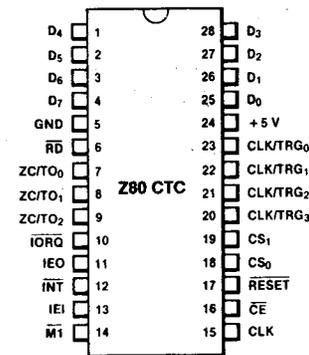 D4 1 28 D3
D5 2 27 D2
D6 3 26 D1
D7 4 25 D0
GND 5 24 +5 V
RD 6 23 CLK/TRG0
ZC/TO0 7 22 CLK/TRG1
Z80 CTC
ZC/TO1 8 21 CLK/TRG2
ZC/TO2 9 20 CLK/TRG3
IORQ 10 19 CS1
IEO 11 18 CS0
INT 12 17 RESET
IEI 13 16 CE
M1 14 15 CLK